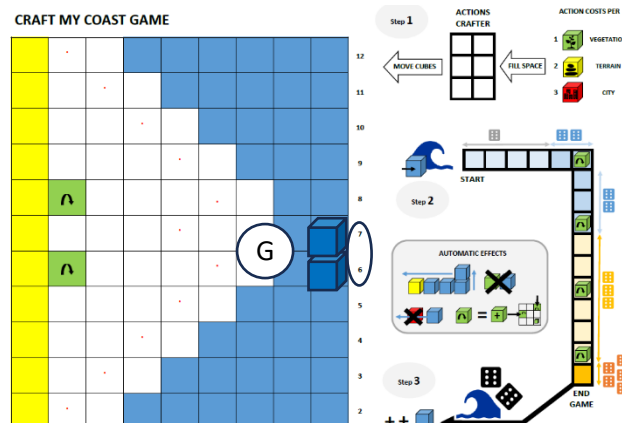 CRAFT MY COAST GAME
12
11
10
9
8
7
6
5
4
3
2
G
Step 1
ACTIONS
CRAFTER
MOVE CUBES
FILL SPACE
ACTION COSTS PER
1 VEGETATIO
2 TERRAIN
3 CITY
START
Step 2
AUTOMATIC EFFECTS
=
+
Step 3
END
GAME
++